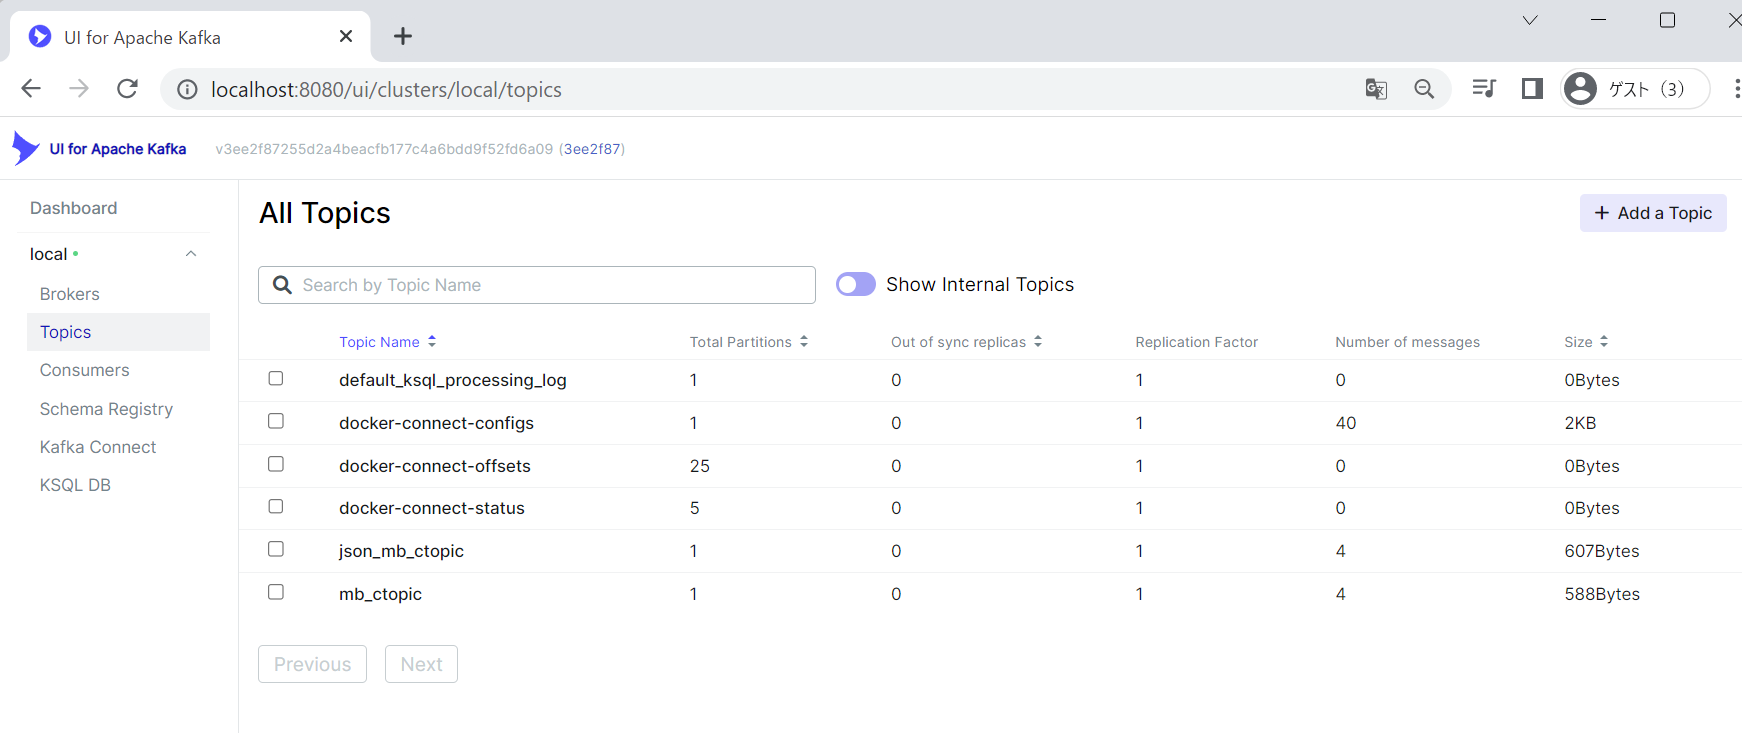 UI for Apache Kafka
localhost:8080/ui/clusters/local/topics
ゲスト（3）
UI for Apache Kafka v3ee2f87255d2a4beacfb177c4a6bdd9f52fd6a09 (3ee2f87)
Dashboard
local
Brokers
Topics
Consumers
Schema Registry
Kafka Connect
KSQL DB
All Topics
Add a Topic
Search by Topic Name
Show Internal Topics
Topic Name Total Partitions Out of sync replicas Replication Factor Number of messages Size
default_ksql_processing_log 1 0 1 0 0Bytes
docker-connect-configs 1 0 1 40 2KB
docker-connect-offsets 25 0 1 0 0Bytes
docker-connect-status 5 0 1 0 0Bytes
json_mb_ctopic 1 0 1 4 607Bytes
mb_ctopic 1 0 1 4 588Bytes
Previous Next